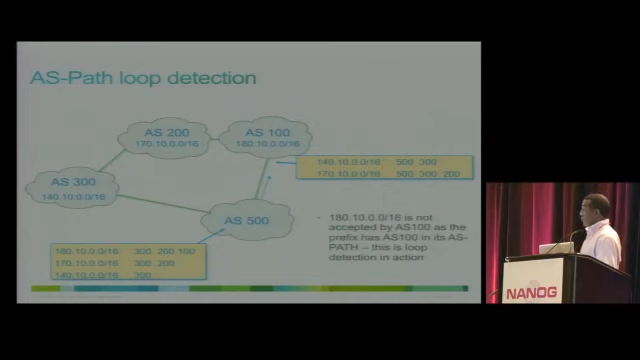 AS-Path loop detection
AS 200
170.10.0.0/16
AS 100
180.10.0.0/16
140.10.0.0/16 500 300
170.10.0.0/16 500 300 200
AS 300
140.10.0.0/16
AS 500
180.10.0.0/16 is not
accepted by AS100 as the
prefix has AS100 in its AS-
PATH – this is loop
detection in action
180.10.0.0/16 300 200 100
170.10.0.0/16 300 200
140.10.0.0/16 300
NANOG